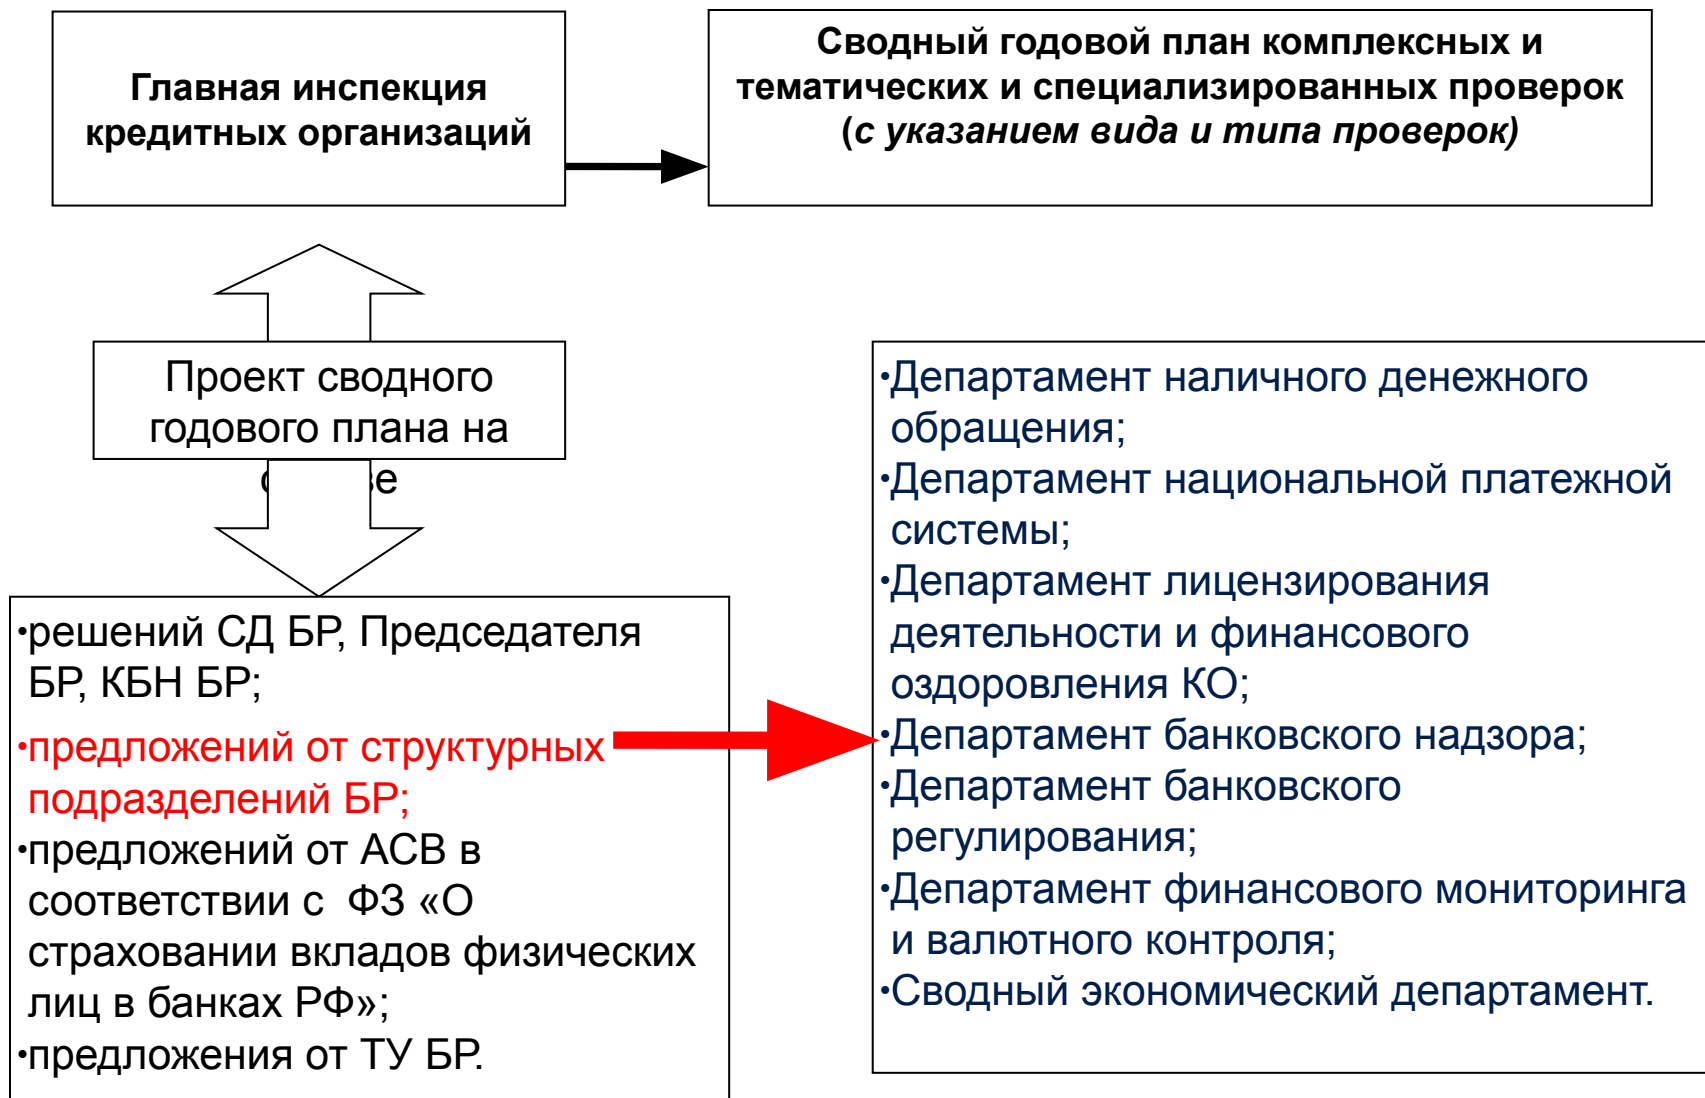 Главная инспекция
кредитных организаций
Сводный годовой план комплексных и
тематических и специализированных проверок
(с указанием вида и типа проверок)
Проект сводного
годового плана на
•решений СД БР, Председателя
БР, КБН БР;
•предложений от структурных
подразделений БР;
•предложений от АСВ в
соответствии с ФЗ «О
страховании вкладов физических
лиц в банках РФ»;
•предложения от ТУ БР.
•Департамент наличного денежного
обращения;
•Департамент национальной платежной
системы;
•Департамент лицензирования
деятельности и финансового
оздоровления КО;
•Департамент банковского надзора;
•Департамент банковского
регулирования;
•Департамент финансового мониторинга
и валютного контроля;
•Сводный экономический департамент.